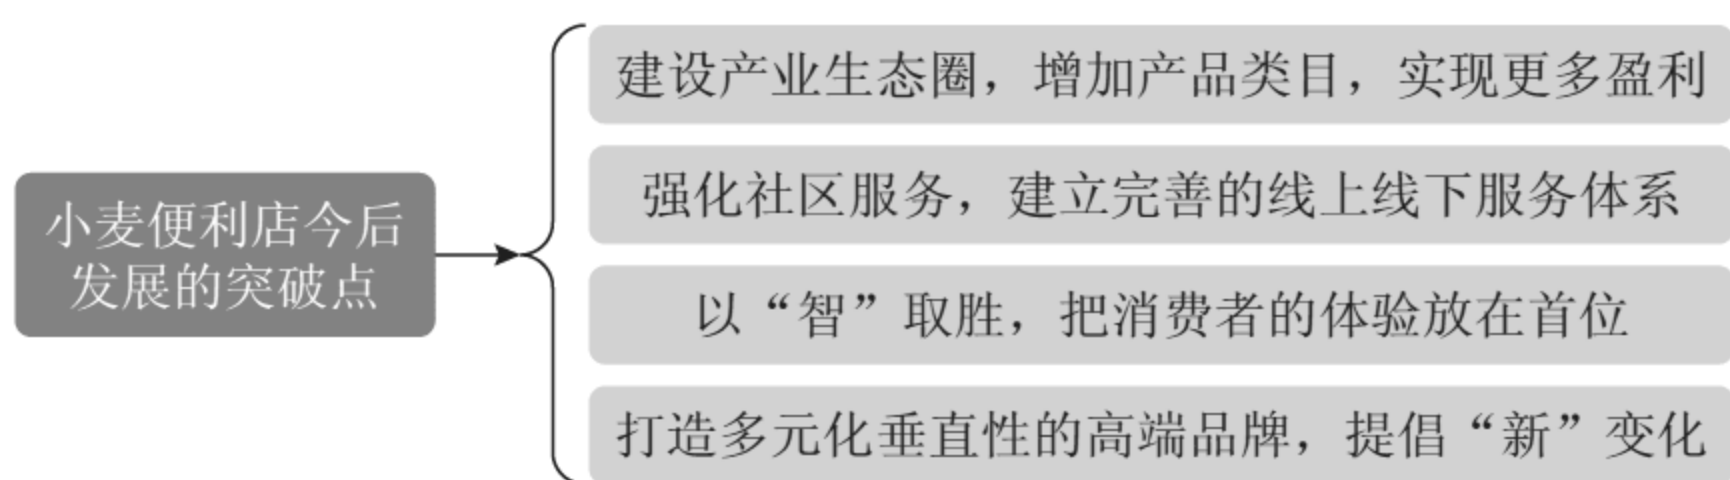 小麦便利店今后
发展的突破点
建设产业生态圈，增加产品类目，实现更多盈利
强化社区服务，建立完善的线上线下服务体系
以“智”取胜，把消费者的体验放在首位
打造多元化垂直性的高端品牌，提倡“新”变化